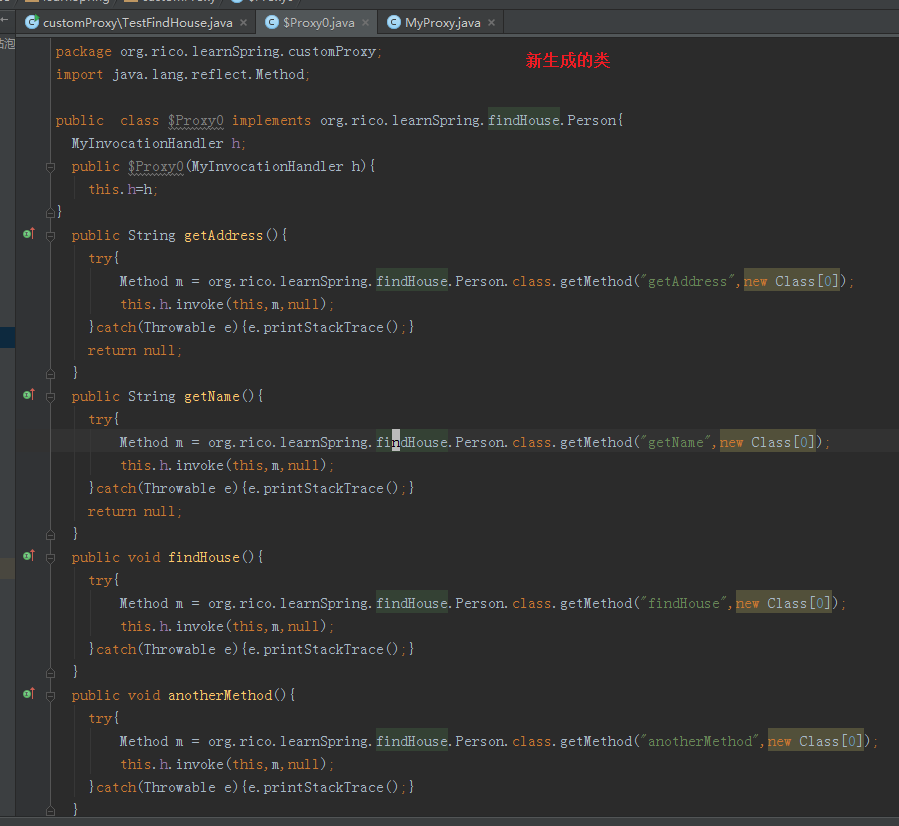 customProxy\TestFindHouse.java × $Proxy0.java × MyProxy.java ×
package org.rico.learnSpring.customProxy;
新生成的类
import java.lang.reflect.Method;
public class $Proxy0 implements org.rico.learnSpring.findHouse.Person{
MyInvocationHandler h;
public $Proxy0(MyInvocationHandler h){
this.h=h;
}
public String getAddress(){
try{
Method m = org.rico.learnSpring.findHouse.Person.class.getMethod("getAddress",new Class[0]);
this.h.invoke(this,m,null);
}catch(Throwable e){e.printStackTrace();}
return null;
}
public String getName(){
try{
Method m = org.rico.learnSpring.findHouse.Person.class.getMethod("getName",new Class[0]);
this.h.invoke(this,m,null);
}catch(Throwable e){e.printStackTrace();}
return null;
}
public void findHouse(){
try{
Method m = org.rico.learnSpring.findHouse.Person.class.getMethod("findHouse",new Class[0]);
this.h.invoke(this,m,null);
}catch(Throwable e){e.printStackTrace();}
}
public void anotherMethod(){
try{
Method m = org.rico.learnSpring.findHouse.Person.class.getMethod("anotherMethod",new Class[0]);
this.h.invoke(this,m,null);
}catch(Throwable e){e.printStackTrace();}
}